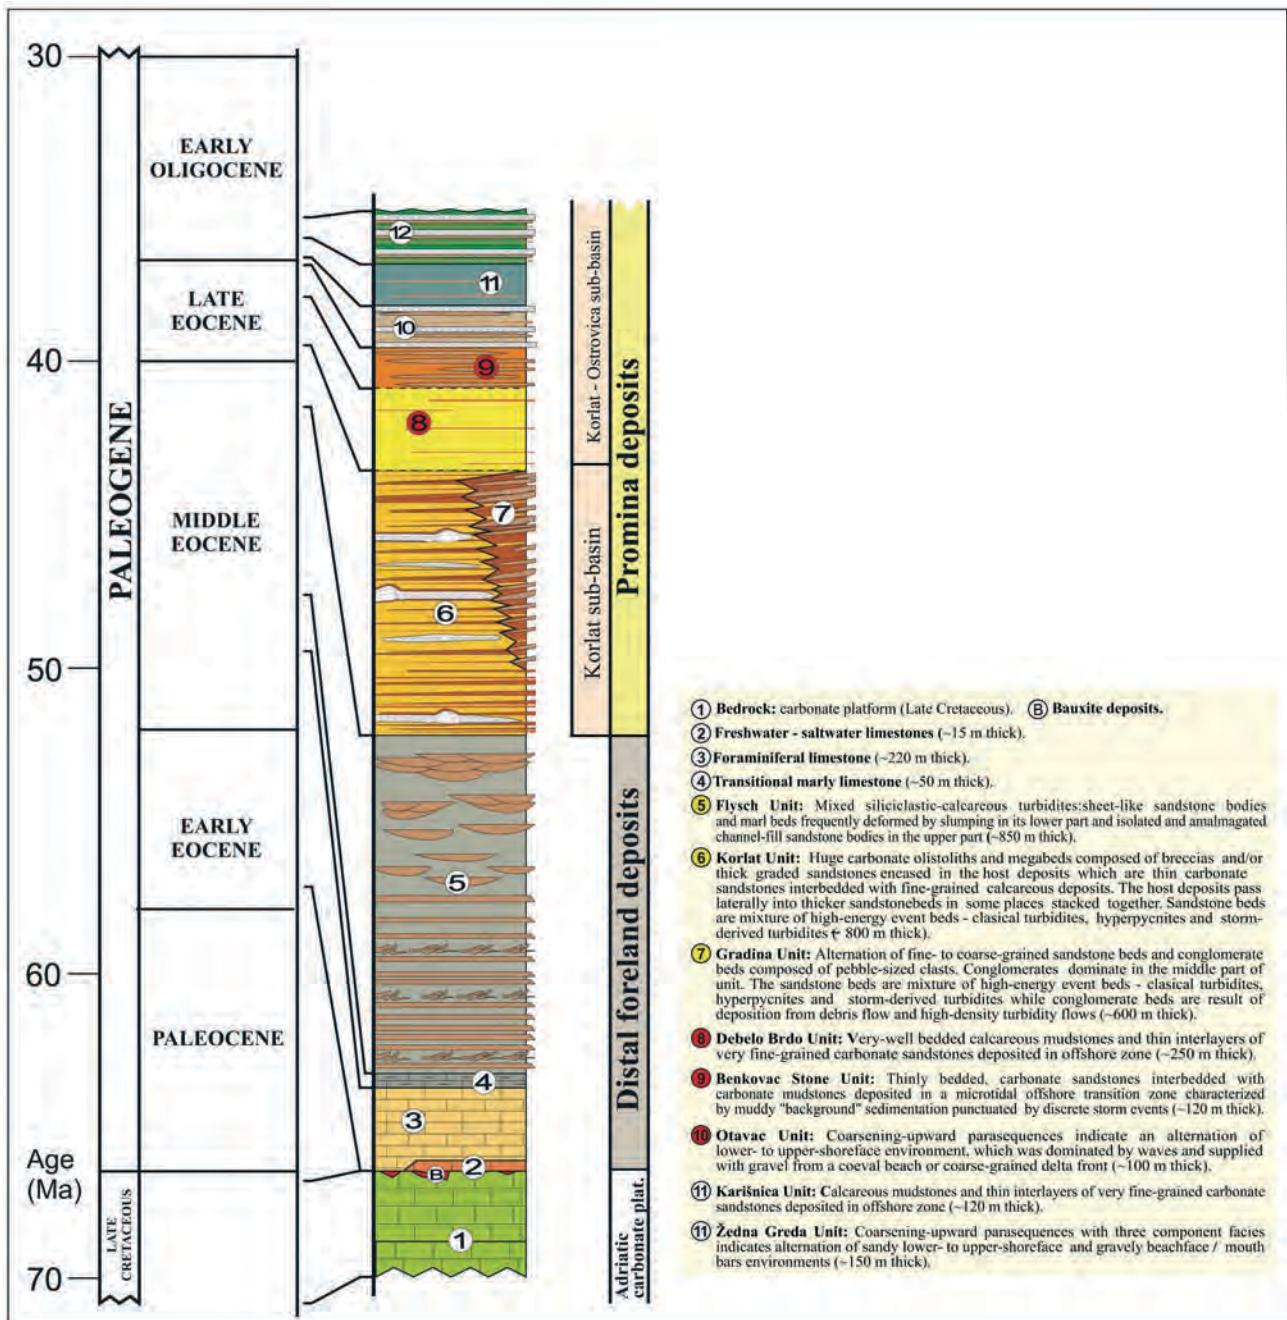 30
40
50
60
Age
(Ma)
70
PALEOGENE
LATE
CRETACEOUS
EARLY
OLIGOCENE
LATE
EOCENE
MIDDLE
EOCENE
EARLY
EOCENE
PALEOCENE
12
11
10
9
8
7
6
5
4
3
2
B
1
Korlat - Ostrovica sub-basin
Korlat sub-basin
Promina deposits
Distal foreland deposits
Adriatic
carbonate plat.
1 Bedrock: carbonate platform (Late Cretaceous). B Bauxite deposits.
2 Freshwater - saltwater limestones (~15 m thick).
3 Foraminiferal limestone (~220 m thick).
4 Transitional marly limestone (~50 m thick).
5 Flysch Unit: Mixed siliciclastic-calcareous turbidites:sheet-like sandstone bodies
and marl beds frequently deformed by slumping in its lower part and isolated and amalmagated
channel-fill sandstone bodies in the upper part (~850 m thick).
6 Korlat Unit: Huge carbonate olistoliths and megabeds composed of breccias and/or
thick graded sandstones encased in the host deposits which are thin carbonate
sandstones interbedded with fine-grained calcareous deposits. The host deposits pass
laterally into thicker sandstonebeds in some places stacked together. Sandstone beds
are mixture of high-energy event beds - clasical turbidites, hyperpycnites and storm-
derived turbidites (~ 800 m thick).
7 Gradina Unit: Alternation of fine- to coarse-grained sandstone beds and conglomerate
beds composed of pebble-sized clasts. Conglomerates dominate in the middle part of
unit. The sandstone beds are mixture of high-energy event beds - clasical turbidites,
hyperpycnites and storm-derived turbidites while conglomerate beds are result of
deposition from debris flow and high-density turbidity flows (~600 m thick).
8 Debelo Brdo Unit: Very-well bedded calcareous mudstones and thin interlayers of
very fine-grained carbonate sandstones deposited in offshore zone (~250 m thick).
9 Benkovac Stone Unit: Thinly bedded, carbonate sandstones interbedded with
carbonate mudstones deposited in a microtidal offshore transition zone characterized
by muddy "background" sedimentation punctuated by discrete storm events (~120 m thick).
10 Otavac Unit: Coarsening-upward parasequences indicate an alternation of
lower- to upper-shoreface environment, which was dominated by waves and supplied
with gravel from a coeval beach or coarse-grained delta front (~100 m thick).
11 Karišnica Unit: Calcareous mudstones and thin interlayers of very fine-grained carbonate
sandstones deposited in offshore zone (~120 m thick).
11 Žedna Greda Unit: Coarsening-upward parasequences with three component facies
indicates alternation of sandy lower- to upper-shoreface and gravely beachface / mouth
bars environments (~150 m thick).